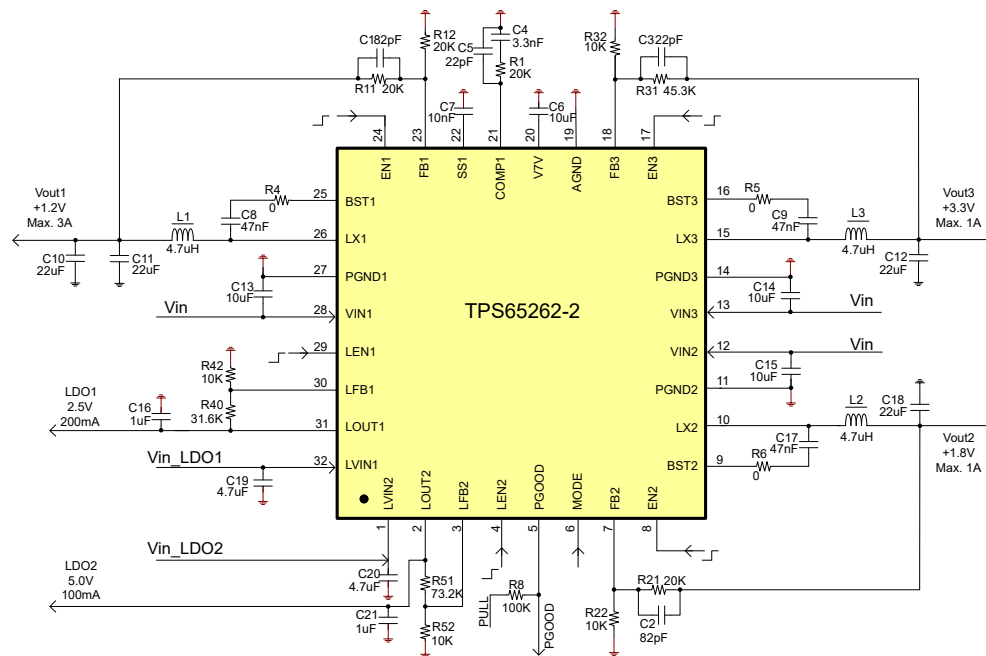 C182pF
R11 20K
R12
20K
C5
22pF
C4
3.3nF
R1
20K
R32
10K
C322pF
R31 45.3K
C7
10nF
C6
10uF
24
23
22
21
20
19
18
17
EN1
FB1
SS1
COMP1
V7V
AGND
FB3
EN3
Vout1
+1.2V
Max. 3A
L1
4.7uH
R4
0
C8
47nF
C10
22uF
C11
22uF
25
BST1
26
LX1
27
PGND1
C13
10uF
Vin
28
VIN1
29
LEN1
R42
10K
30
LFB1
R40
31.6K
LDO1
2.5V
200mA
C16
1uF
31
LOUT1
Vin_LDO1
32
LVIN1
C19
4.7uF
TPS65262-2
BST3
16
R5
0
C9
47nF
L3
4.7uH
Vout3
+3.3V
Max. 1A
LX3
15
C12
22uF
PGND3
14
C14
10uF
VIN3
13
Vin
VIN2
12
Vin
C15
10uF
PGND2
11
LX2
10
L2
4.7uH
C18
22uF
C17
47nF
Vout2
+1.8V
Max. 1A
BST2
9
R6
0
LVIN2
LOUT2
LFB2
LEN2
PGOOD
MODE
FB2
EN2
1
2
3
4
5
6
7
8
Vin_LDO2
LDO2
5.0V
100mA
C20
4.7uF
C21
1uF
R51
73.2K
R52
10K
PULL
R8
100K
PGOOD
R21 20K
C2
82pF
R22
10K